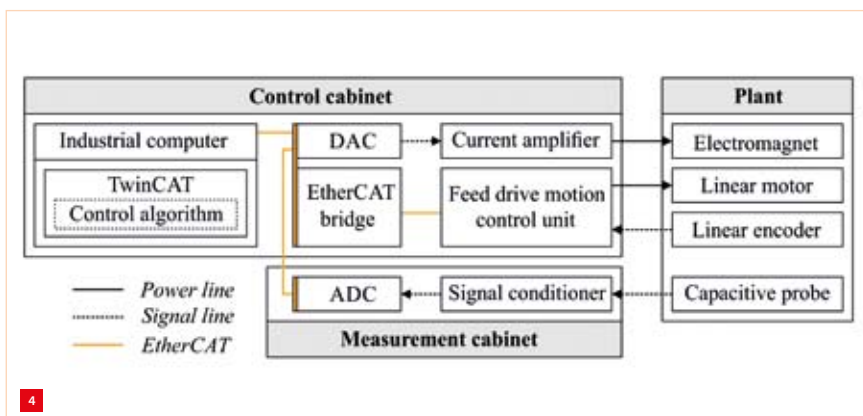 Control cabinet
Plant
Industrial computer
TwinCAT
Control algorithm
DAC
Current amplifier
Electromagnet
EtherCAT
bridge
Feed drive motion
control unit
Linear motor
Linear encoder
ADC
Signal conditioner
Capacitive probe
Measurement cabinet
Power line
Signal line
EtherCAT
4